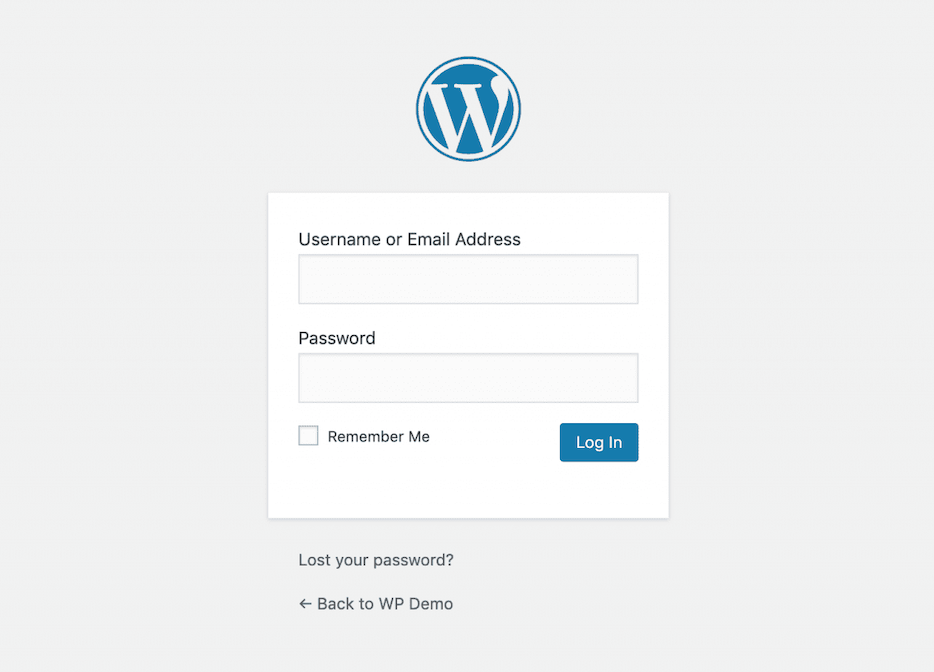 Username or Email Address
Password
Remember Me
Log In
Lost your password?
← Back to WP Demo